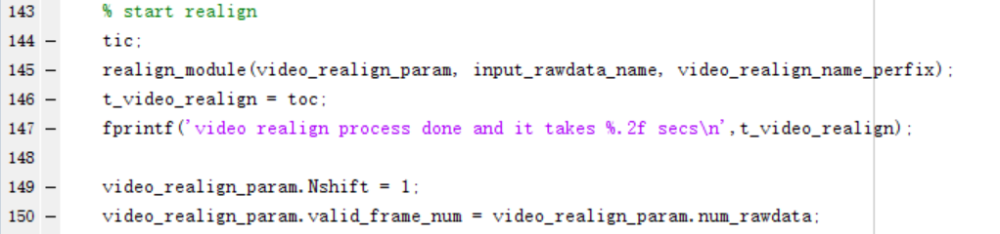 143 % start realign
144 – tic;
145 – realign_module(video_realign_param, input_rawdata_name, video_realign_name_perfix);
146 – t_video_realign = toc;
147 – fprintf('video realign process done and it takes %.2f secs\n',t_video_realign);
148
149 – video_realign_param.Nshift = 1;
150 – video_realign_param.valid_frame_num = video_realign_param.num_rawdata;